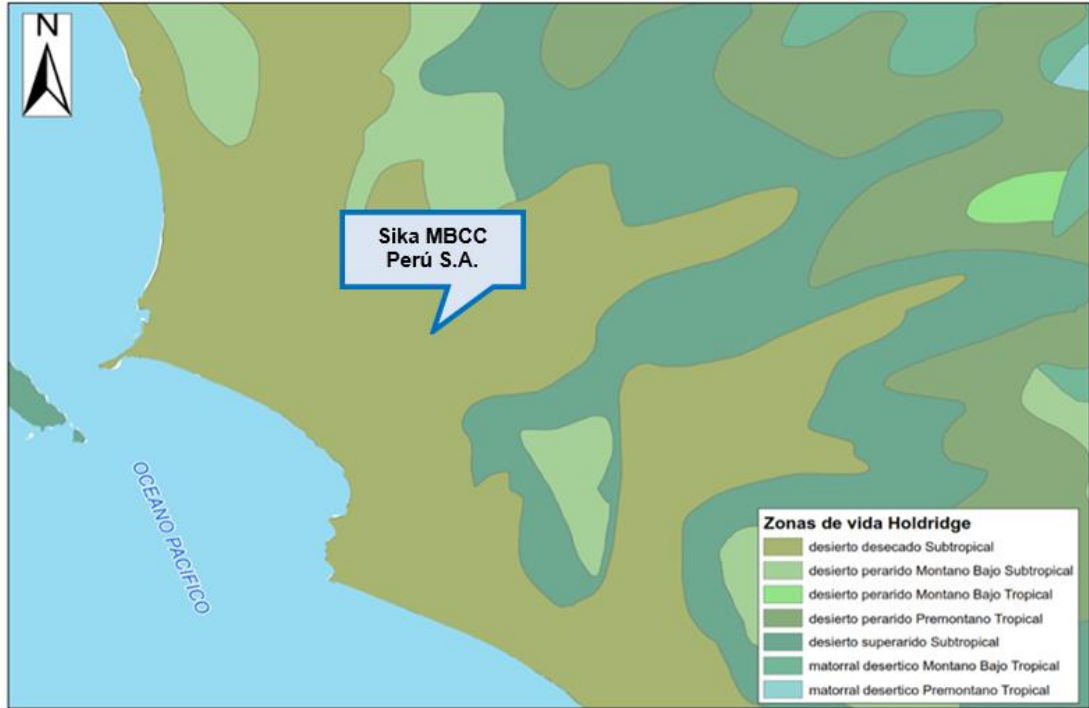 N
Sika MBCC
Perú S.A.
OCEANO PACIFICO
Zonas de vida Holdridge
desierto desecado Subtropical
desierto perarido Montano Bajo Subtropical
desierto perarido Montano Bajo Tropical
desierto perarido Premontano Tropical
desierto superarido Subtropical
matorral desertico Montano Bajo Tropical
matorral desertico Premontano Tropical